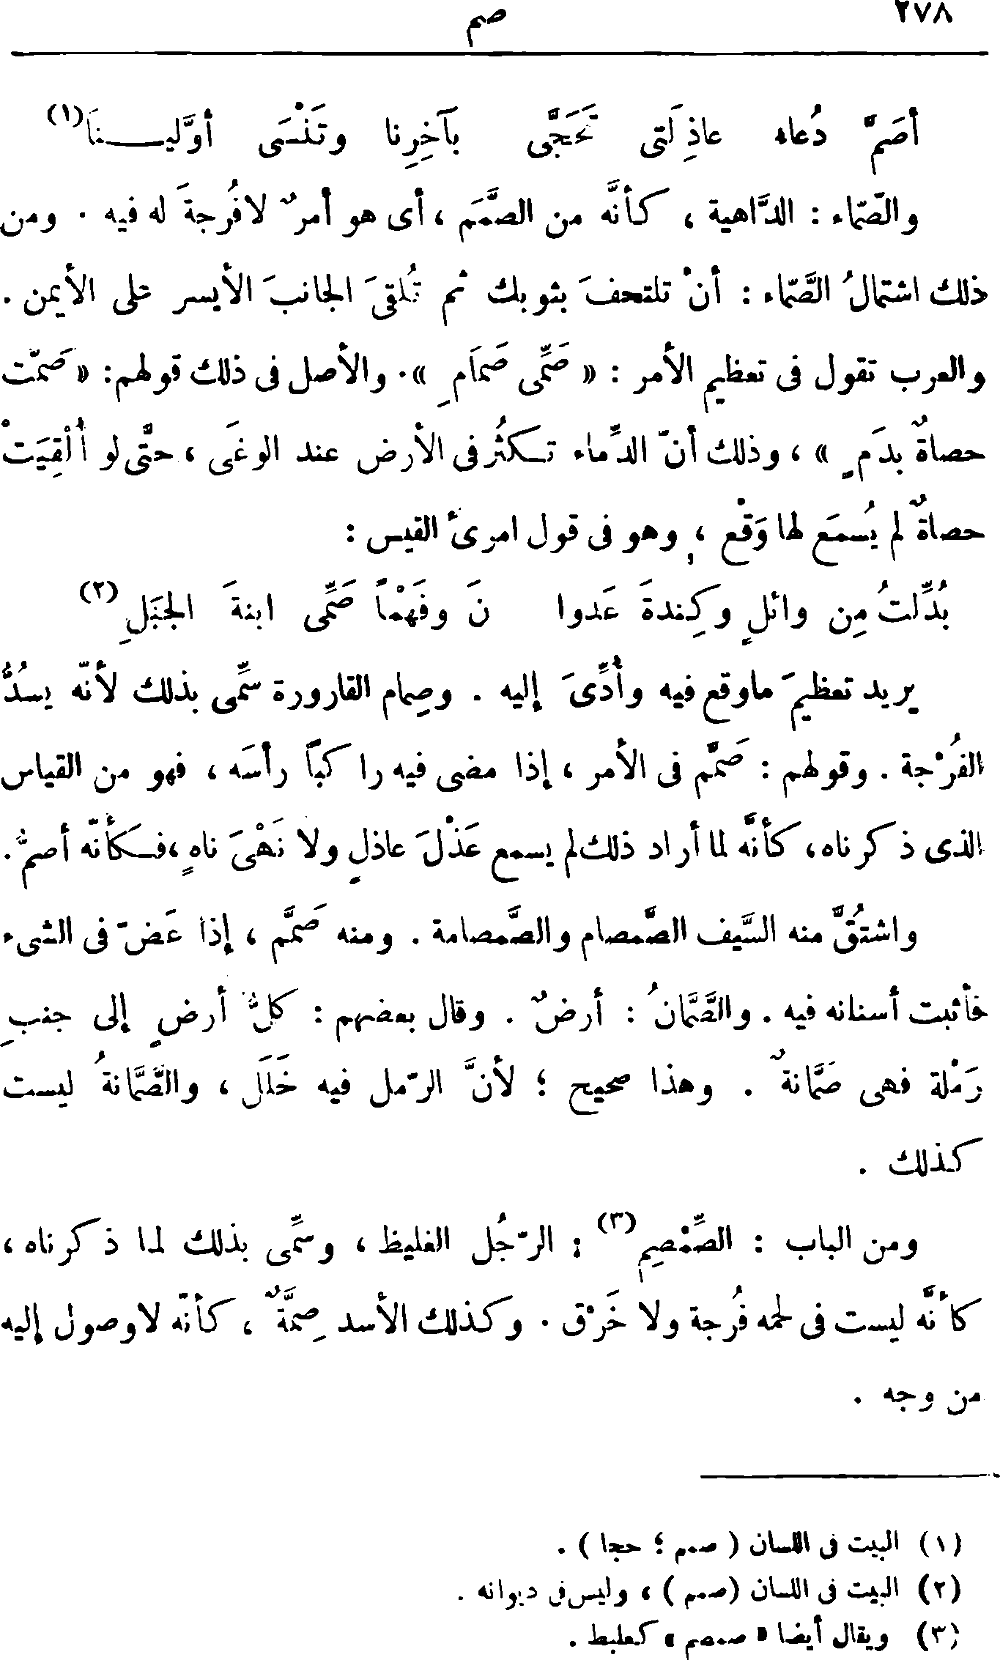 ٢٧٨
صم
أصَمَّ دُعاء عاذِلَتى تَحَجَّى بآخِرِنا وتَنْسَى أوَّلينَا(١)
والصّمّاء : الدَّاهية ، كأنَّه من الصَّمَم ، أى هو أمرٌ لا فُرجةَ له فيه . ومن
ذلك اشتمالُ الصَّمّاء : أنْ تلتحفَ بثوبك ثم تُلقىَ الجانبَ الأيسر على الأيمن .
والعرب تقول فى تعظيم الأمر : « صَمِّى صَمَامِ » . والأصل فى ذلك قولهم: « صَمّت
حصاةٌ بدَمٍ » ، وذلك أنّ الدِّماء تكثُر فى الأرض عند الوغَى ، حتَّى لو أُلْقِيَتْ
حصاةٌ لم يُسمَع لها وَقْع ، وهو فى قول امرئ القيس :
بُدِّلتُ مِن وائلٍ وكِندةَ عَدوا نَ وفَهْماً صَمِّى ابنةَ الجَبَلِ(٢)
يريد تعظيمَ ماوقع فيه وأُدِّىَ إليه . وصِمام القارورة سمِّى بذلك لأنّه يسُدُّ
الفُرْجة . وقولهم : صَمَّم فى الأمر ، إذا مضى فيه راكباً رأسَه ، فهو من القياس
الذى ذكرناه، كأنَّه لما أراد ذلك لم يسمع عَذْلَ عاذلٍ ولا نَهْىَ ناهٍ ، فكأنّه أصمُّ.
واشتُقَّ منه السَّيف الصَّمصام والصَّمصامة . ومنه صَمَّم ، إذا عَضّ فى الشىء
فأثبت أسنانه فيه . والصَّمَّانُ : أرضٌ . وقال بعضهم : كلُّ أرضٍ إلى جنبِ
رَمْلة فهى صَمَّانةٌ . وهذا صحيح ؛ لأنَّ الرّمل فيه خَلَل ، والصَّمَّانةُ ليست
كذلك .
ومن الباب : الصِّمْصِم(٣) : الرّجُل الغليظ ، وسمِّى بذلك لما ذكرناه ،
كأنَّه ليست فى لحمه فُرجة ولا خَرْق . وكذلك الأسد صِمَّةٌ ، كأنّه لا وصول إليه
من وجه .
(١) البيت فى اللسان ( صمم ؛ حجا ) .
(٢) البيت فى اللسان (صمم ) ، وليس فى ديوانه .
(٣) ويقال أيضا « صمصم » كعلبط .